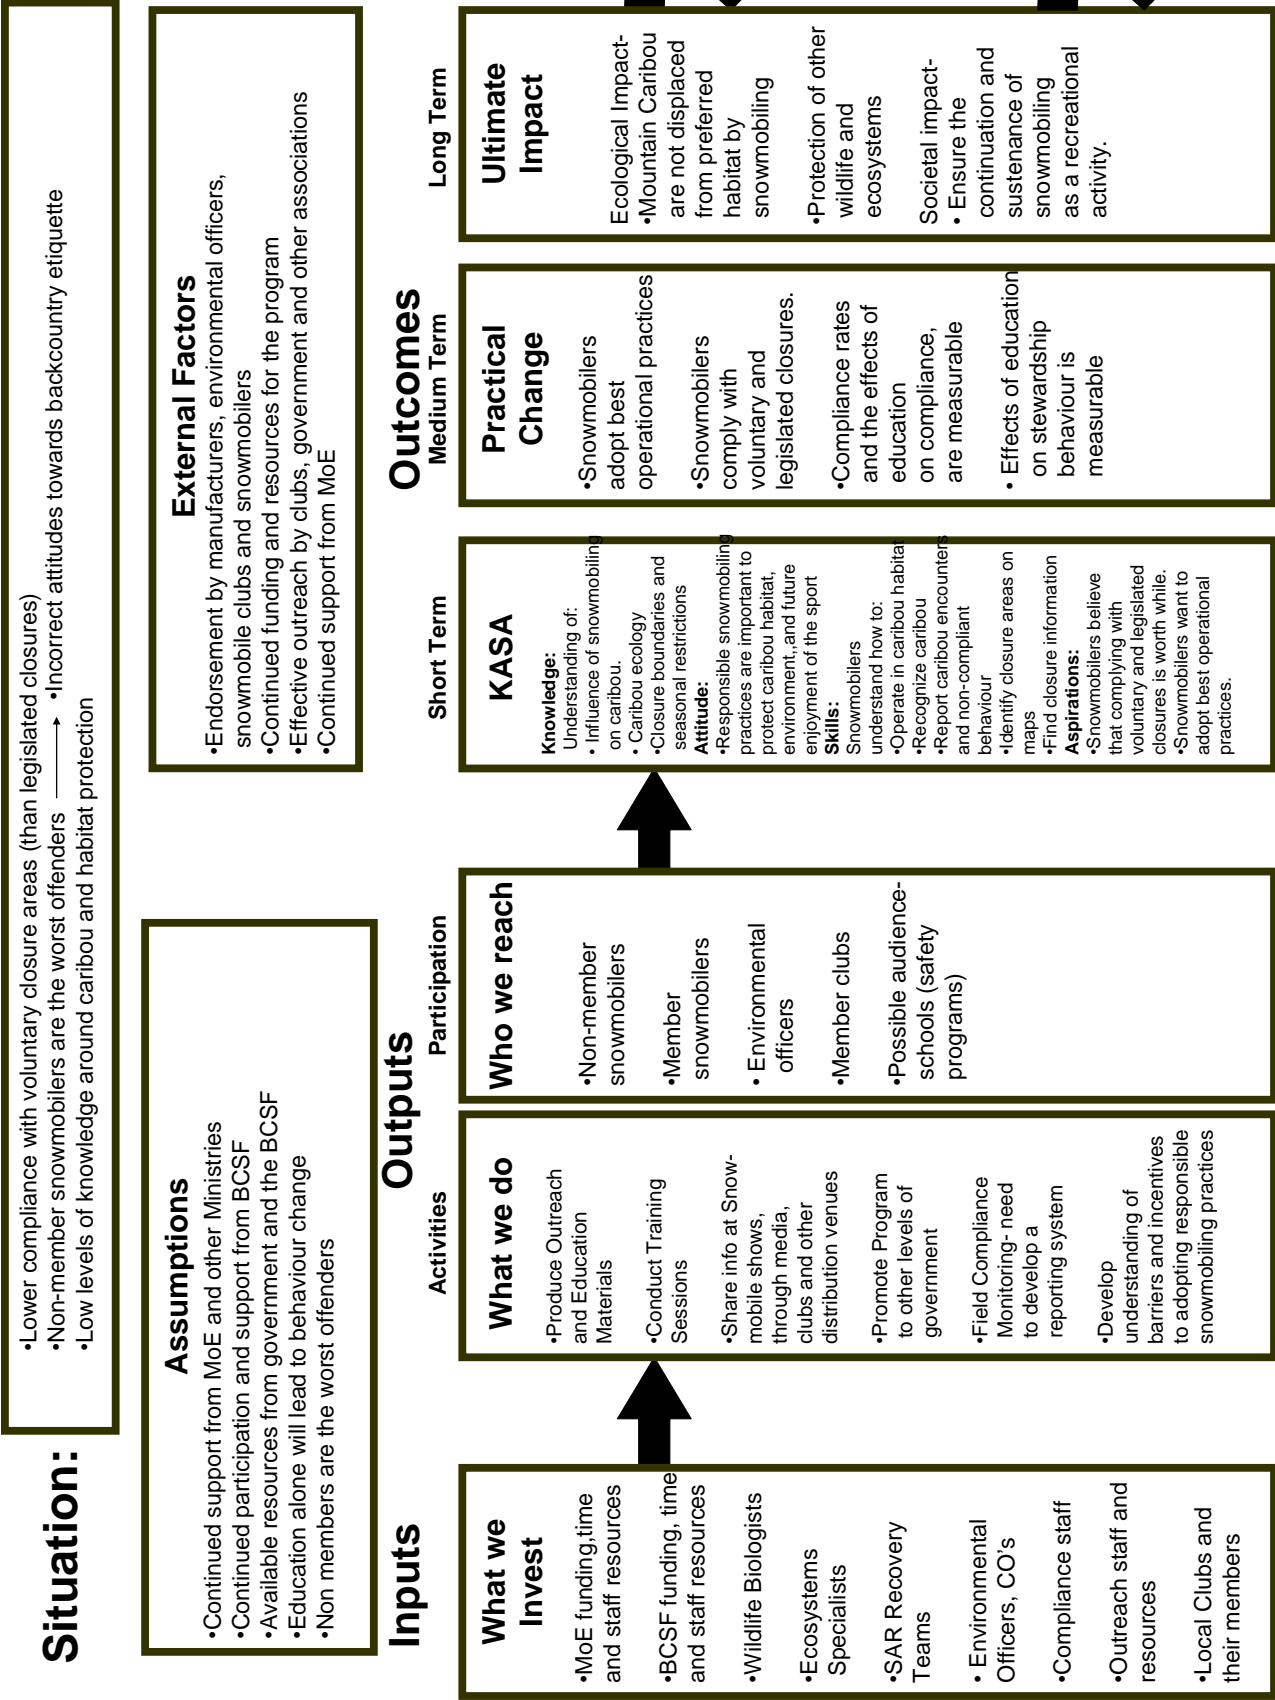 Situation:
•Lower compliance with voluntary closure areas (than legislated closures)
•Non-member snowmobilers are the worst offenders
•Incorrect attitudes towards backcountry etiquette
•Low levels of knowledge around caribou and habitat protection
Assumptions
•Continued support from MoE and other Ministries
•Continued participation and support from BCSF
•Available resources from government and the BCSF
•Education alone will lead to behaviour change
•Non members are the worst offenders
External Factors
•Endorsement by manufacturers, environmental officers,
snowmobile clubs and snowmobilers
•Continued funding and resources for the program
•Effective outreach by clubs, government and other associations
•Continued support from MoE
Inputs
What we
Invest
•MoE funding,time
and staff resources
•BCSF funding, time
and staff resources
•Wildlife Biologists
•Ecosystems
Specialists
•SAR Recovery
Teams
• Environmental
Officers, CO's
•Compliance staff
•Outreach staff and
resources
•Local Clubs and
their members
Outputs
Activities
What we do
•Produce Outreach
and Education
Materials
•Conduct Training
Sessions
•Share info at Snow-
mobile shows,
through media,
clubs and other
distribution venues
•Promote Program
to other levels of
government
•Field Compliance
Monitoring- need
to develop a
reporting system
•Develop
understanding of
barriers and incentives
to adopting responsible
snowmobiling practices
Participation
Who we reach
•Non-member
snowmobilers
•Member
snowmobilers
• Environmental
officers
•Member clubs
•Possible audience-
schools (safety
programs)
Outcomes
Short Term
KASA
Knowledge:
Understanding of:
• Influence of snowmobiling
on caribou.
• Caribou ecology
•Closure boundaries and
seasonal restrictions
Attitude:
•Responsible snowmobiling
practices are important to
protect caribou habitat,
environment,,and future
enjoyment of the sport
Skills:
Snowmobilers
understand how to:
•Operate in caribou habitat
•Recognize caribou
•Report caribou encounters
and non-compliant
behaviour
•Identify closure areas on
maps
•Find closure information
Aspirations:
•Snowmobilers believe
that complying with
voluntary and legislated
closures is worth while.
•Snowmobilers want to
adopt best operational
practices.
Medium Term
Practical
Change
•Snowmobilers
adopt best
operational practices
•Snowmobilers
comply with
voluntary and
legislated closures.
•Compliance rates
and the effects of
education
on compliance,
are measurable
• Effects of education
on stewardship
behaviour is
measurable
Long Term
Ultimate
Impact
Ecological Impact-
•Mountain Caribou
are not displaced
from preferred
habitat by
snowmobiling
•Protection of other
wildlife and
ecosystems
Societal impact-
• Ensure the
continuation and
sustenance of
snowmobiling
as a recreational
activity.